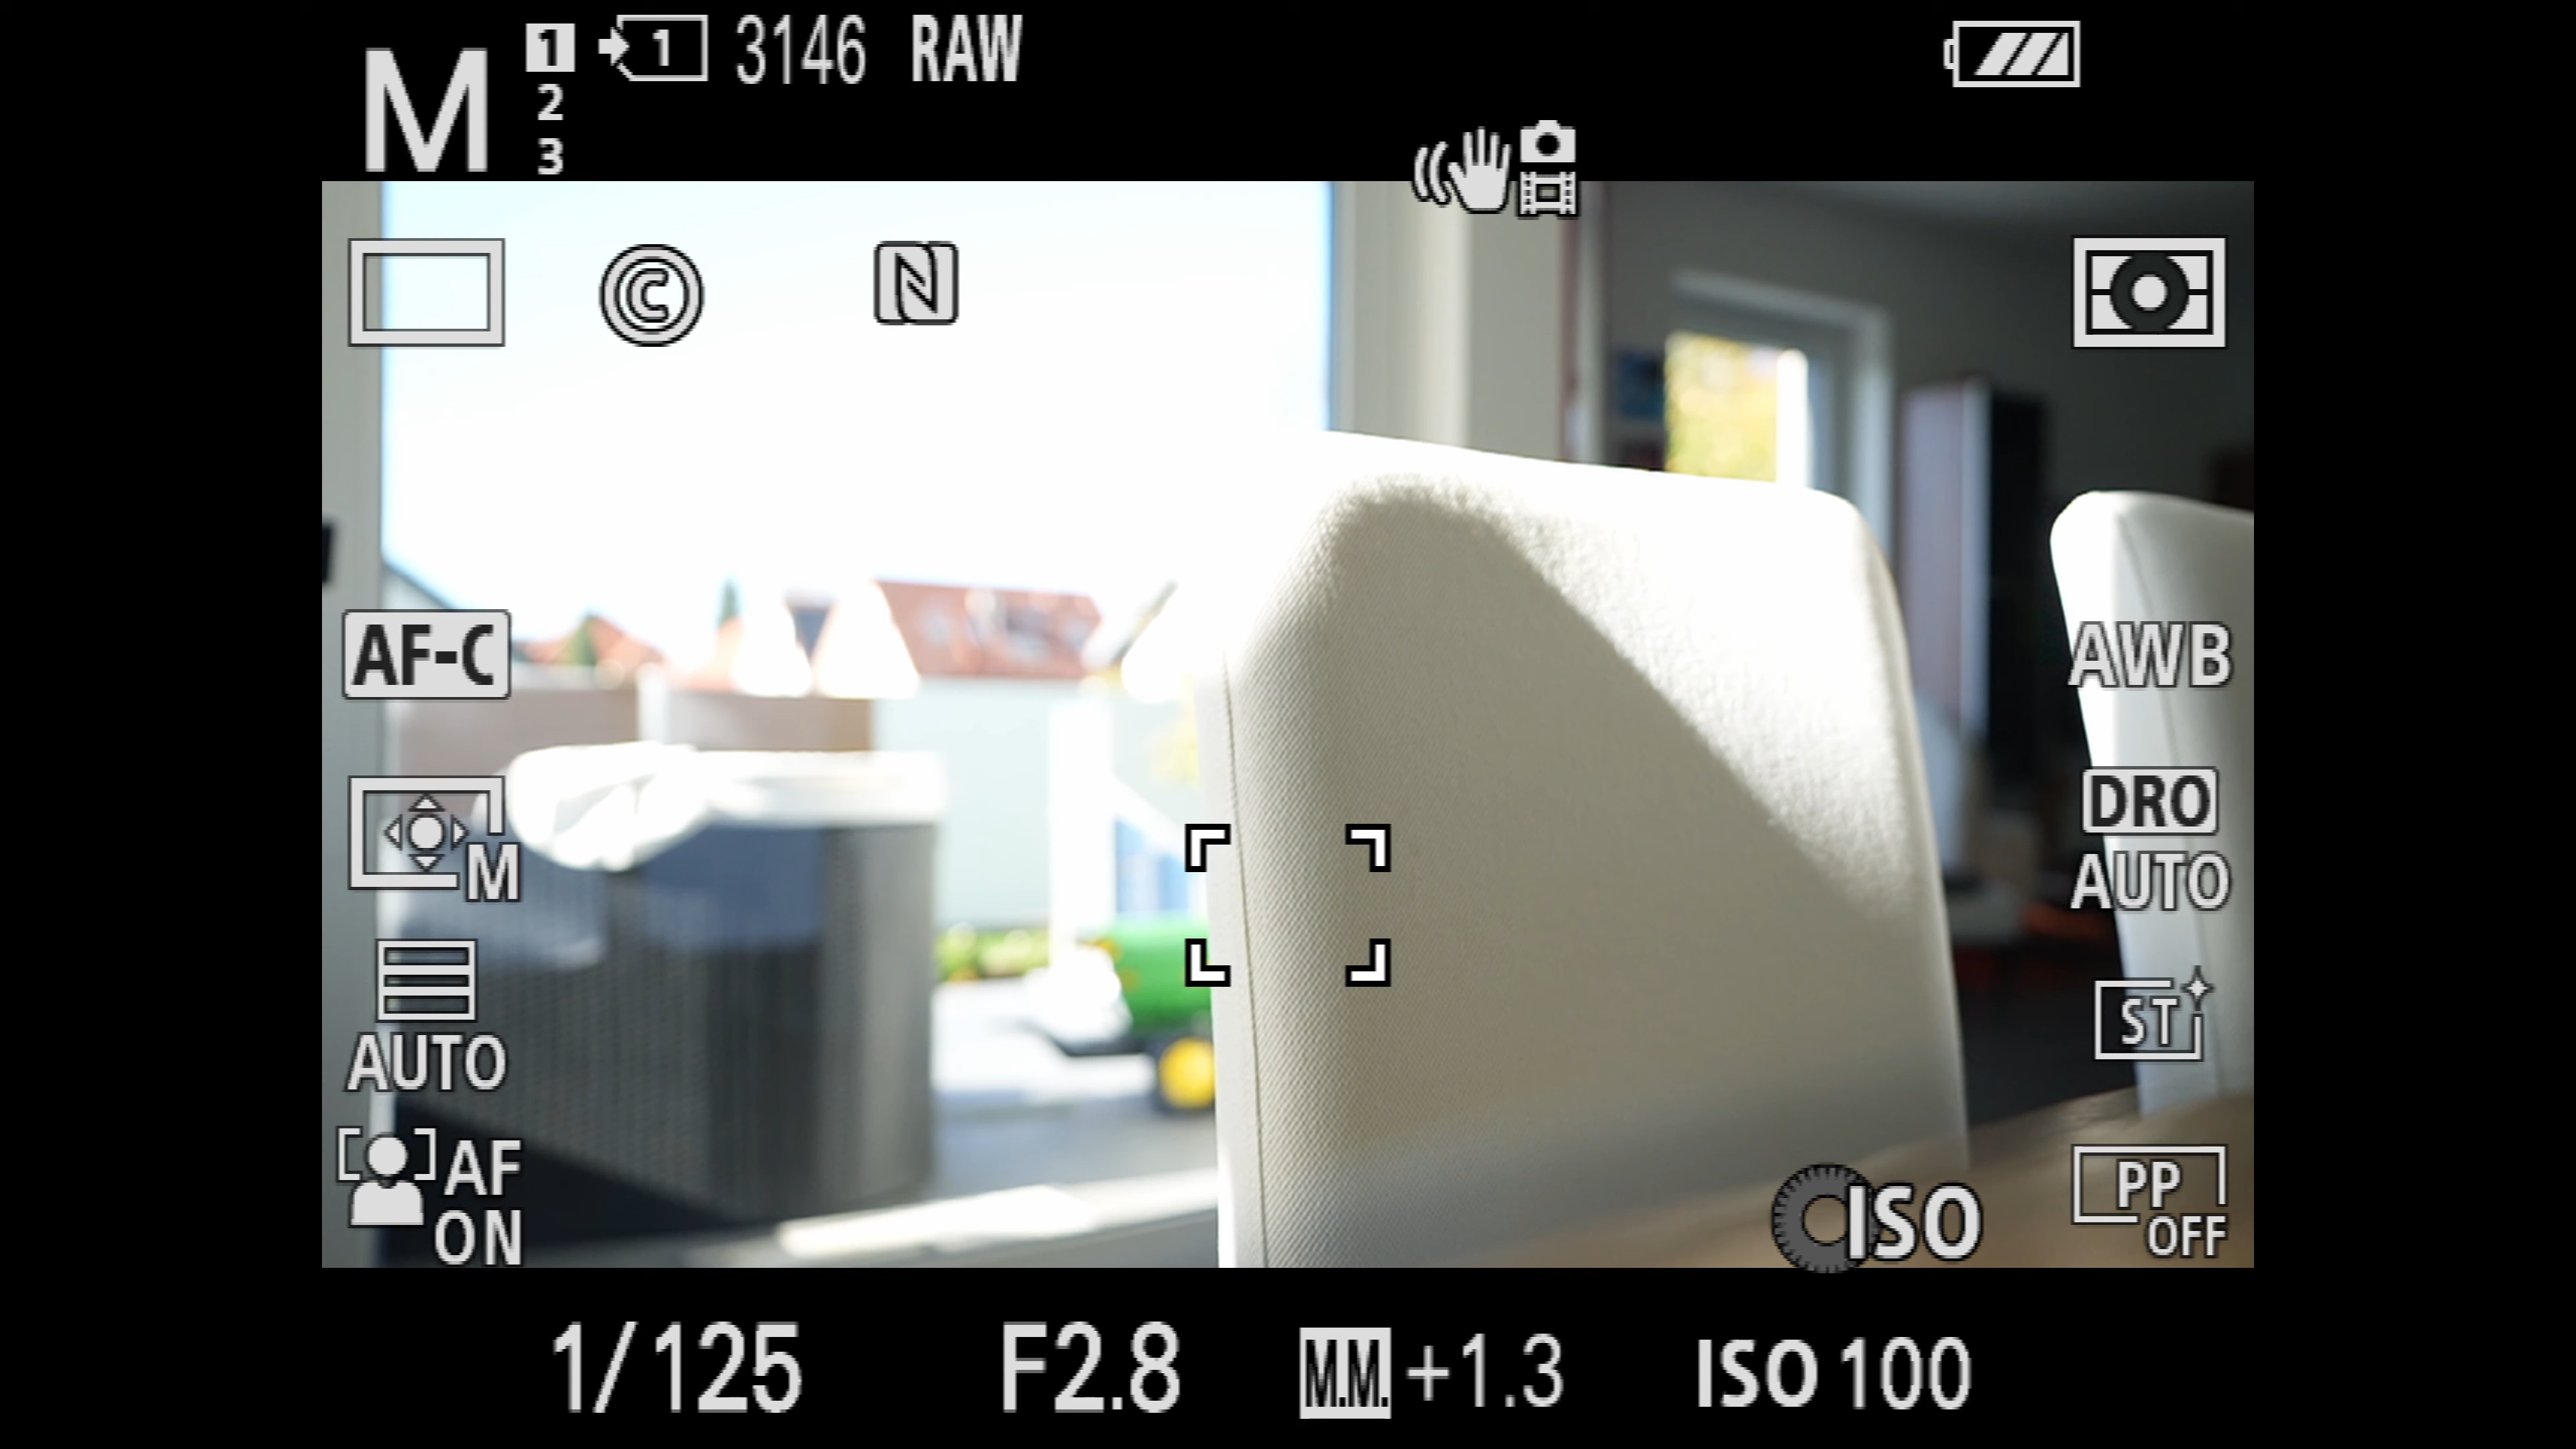 M 1 2 3 1 3146 RAW
C N
AF-C
AWB
M
DRO
AUTO
ST
AUTO
AF
ON
ISO
PP
OFF
1/125 F2.8 M.M. +1.3 ISO 100